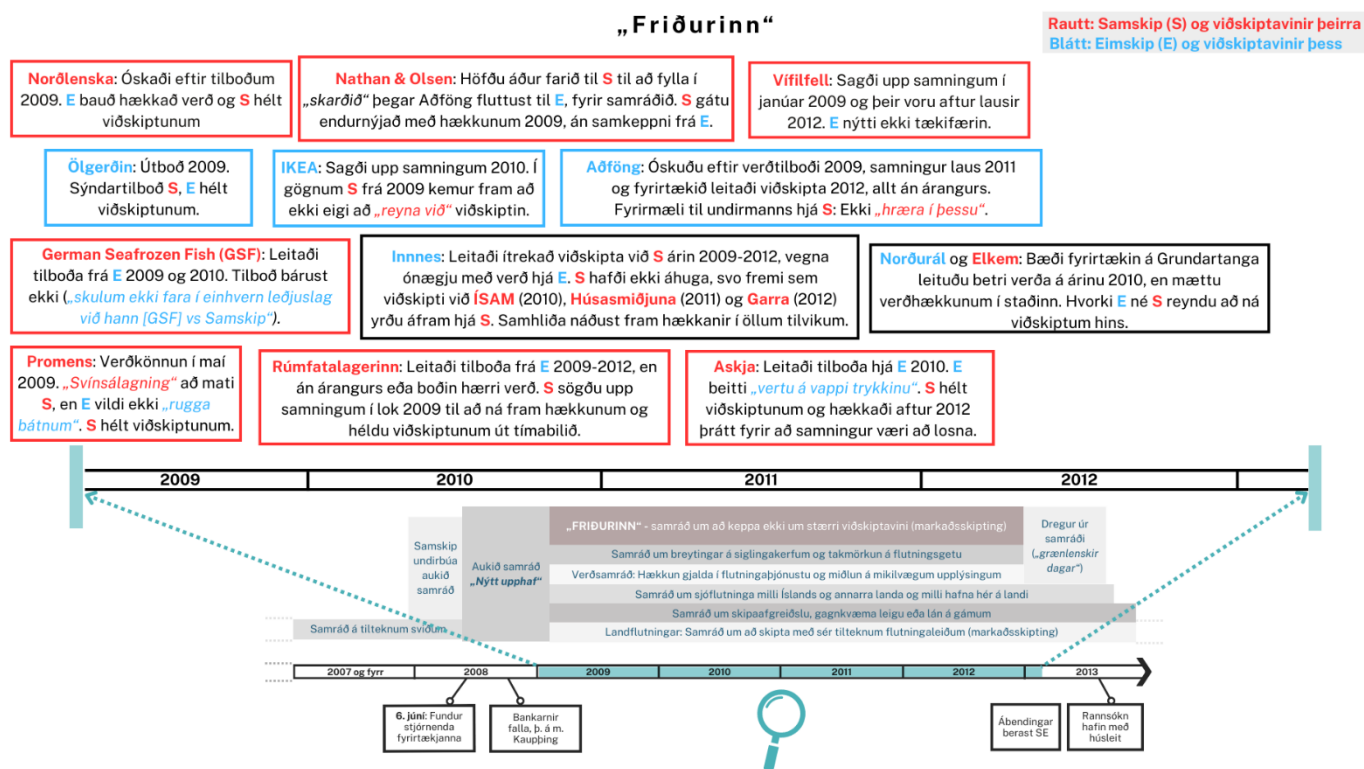 „Friðurinn“
Rautt: Samskip (S) og viðskiptavinir þeirra
Blátt: Eimskip (E) og viðskiptavinir þess
Norðlenska: Óskaði eftir tilboðum
2009. E bauð hækkað verð og S hélt
viðskiptunum
Nathan & Olsen: Höfðu áður farið til S til að fylla í
„skarðið“ þegar Aðföng fluttust til E, fyrir samráðið. S gátu
endurnýjað með hækkunum 2009, án samkeppni frá E.
Vífilfell: Sagði upp samningum í
janúar 2009 og þeir voru aftur lausir
2012. E nýtti ekki tækifærin.
Ölgerðin: Útboð 2009.
Sýndartilboð S, E hélt
viðskiptunum.
IKEA: Sagði upp samningum 2010. Í
gögnum S frá 2009 kemur fram að
ekki eigi að „reyna við“ viðskiptin.
Aðföng: Óskuðu eftir verðtilboði 2009, samningur laus 2011
og fyrirtækið leitaði viðskipta 2012, allt án árangurs.
Fyrirmæli til undirmanns hjá S: Ekki „hræra í þessu“.
German Seafrozen Fish (GSF): Leitaði
tilboða frá E 2009 og 2010. Tilboð bárust
ekki („skulum ekki fara í einhvern leðjuslag
við hann [GSF] vs Samskip“).
Innnes: Leitaði ítrekað viðskipta við S árin 2009-2012, vegna
ónægju með verð hjá E. S hafði ekki áhuga, svo fremi sem
viðskipti við ÍSAM (2010), Húsasmiðjuna (2011) og Garra (2012)
yrðu áfram hjá S. Samhliða náðust fram hækkanir í öllum tilvikum.
Norðurál og Elkem: Bæði fyrirtækin á Grundartanga
leituðu betri verða á árinu 2010, en mættu
verðhækkunum í staðinn. Hvorki E né S reyndu að ná
viðskiptum hins.
Promens: Verðkönnun í maí
2009. „Svínsálagning“ að mati
S, en E vildi ekki „rugga
bátnum“. S hélt viðskiptunum.
Rúmfatalagerinn: Leitaði tilboða frá E 2009-2012, en
án árangurs eða boðin hærri verð. S sögðu upp
samningum í lok 2009 til að ná fram hækkunum og
héldu viðskiptunum út tímabilið.
Askja: Leitaði tilboða hjá E 2010. E
beitti „vertu á vappi trykkinu“. S hélt
viðskiptunum og hækkaði aftur 2012
þrátt fyrir að samningur væri að losna.
2009 2010 2011 2012
„FRIÐURINN“ - samráð um að keppa ekki um stærri viðskiptavini (markaðsskipting)
Samskip
undirbúa
aukið
samráð
Aukið samráð
„Nýtt upphaf“
Dregur úr
samráði
(„grænlenskir
dagar“)
Samráð um breytingar á siglingakerfum og takmörkun á flutningsgetu
Verðsamráð: Hækkun gjalda í flutningaþjónustu og miðlun á mikilvægum upplýsingum
Samráð um sjóflutninga milli Íslands og annarra landa og milli hafna hér á landi
Samráð um skipaafgreiðslu, gagnkvæma leigu eða lán á gámum
Samráð á tilteknum sviðum
Landflutningar: Samráð um að skipta með sér tilteknum flutningaleiðum (markaðsskipting)
2007 og fyrr 2008 2009 2010 2011 2012 2013
6. júní: Fundur
stjórnenda
fyrirtækjanna
Bankarnir
falla, þ. á m.
Kaupþing
Ábendingar
berast SE
Rannsókn
hafin með
húsleit